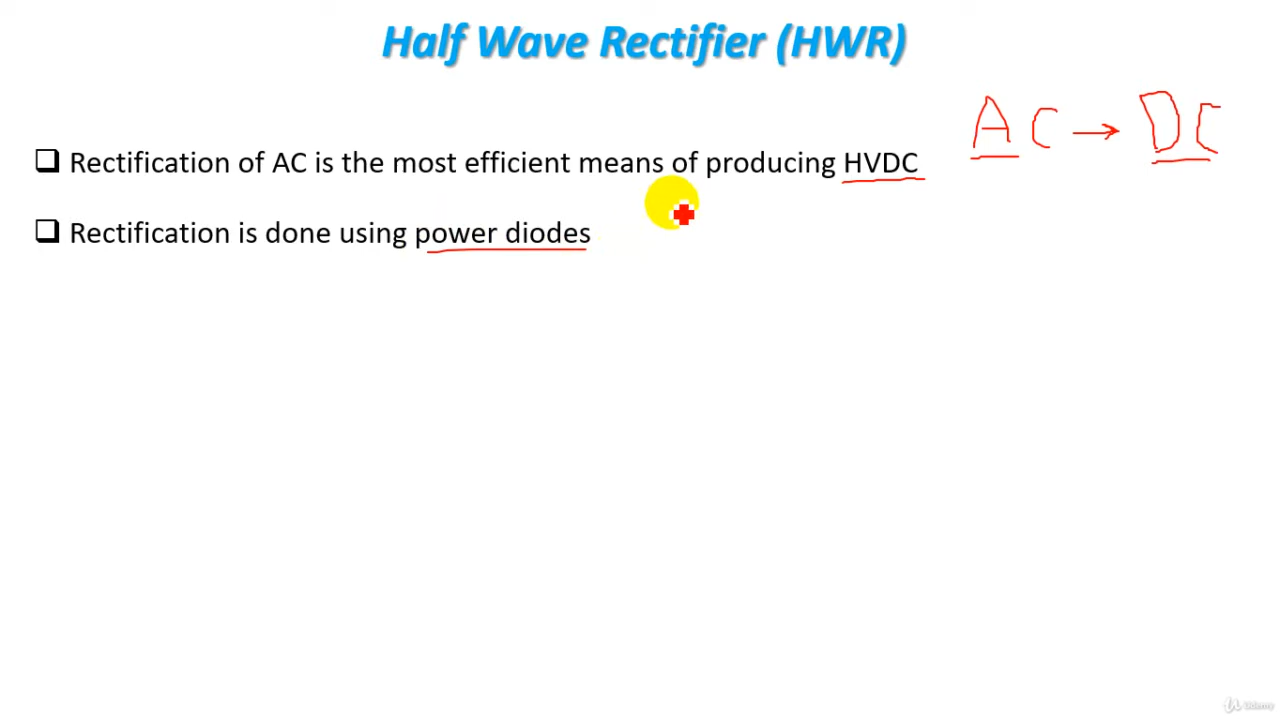 Half Wave Rectifier (HWR)
AC → DC
❑ Rectification of AC is the most efficient means of producing HVDC
❑ Rectification is done using power diodes
Udemy